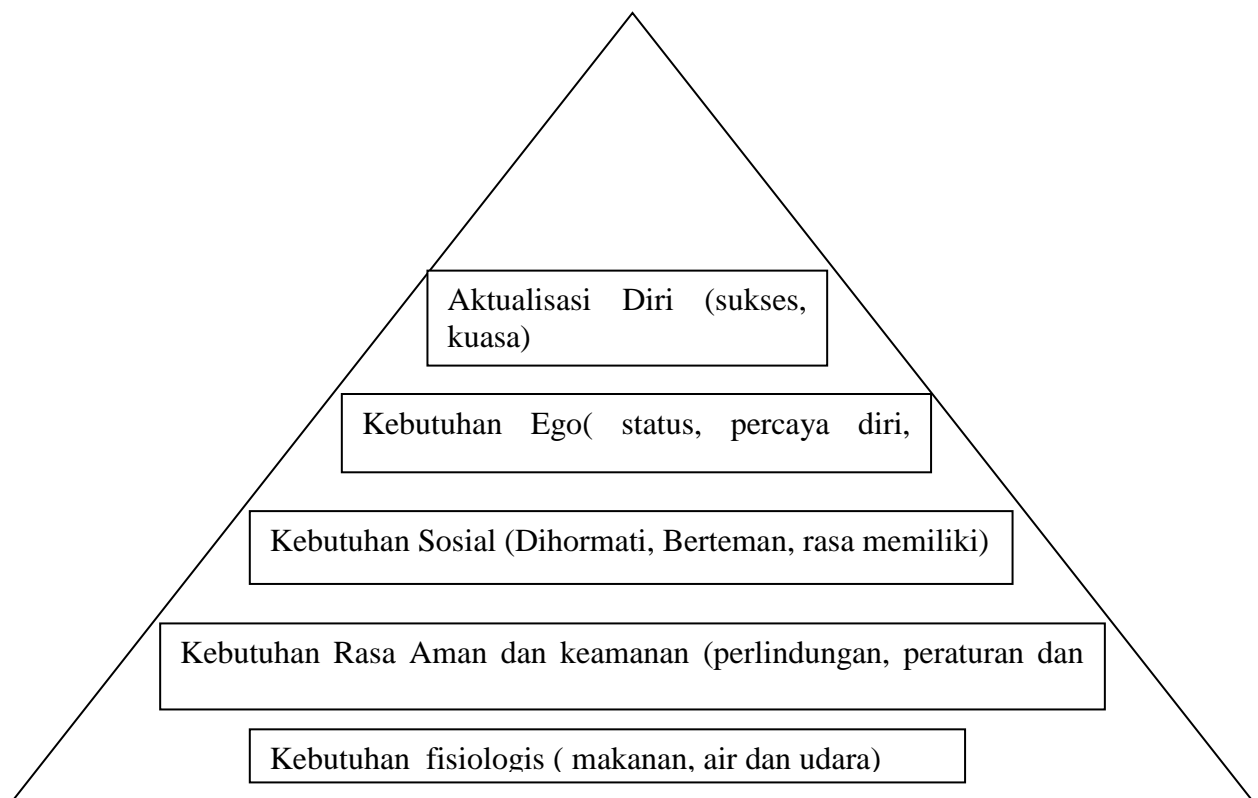 Aktualisasi Diri (sukses,
kuasa)
Kebutuhan Ego( status, percaya diri,
Kebutuhan Sosial (Dihormati, Berteman, rasa memiliki)
Kebutuhan Rasa Aman dan keamanan (perlindungan, peraturan dan
Kebutuhan fisiologis ( makanan, air dan udara)